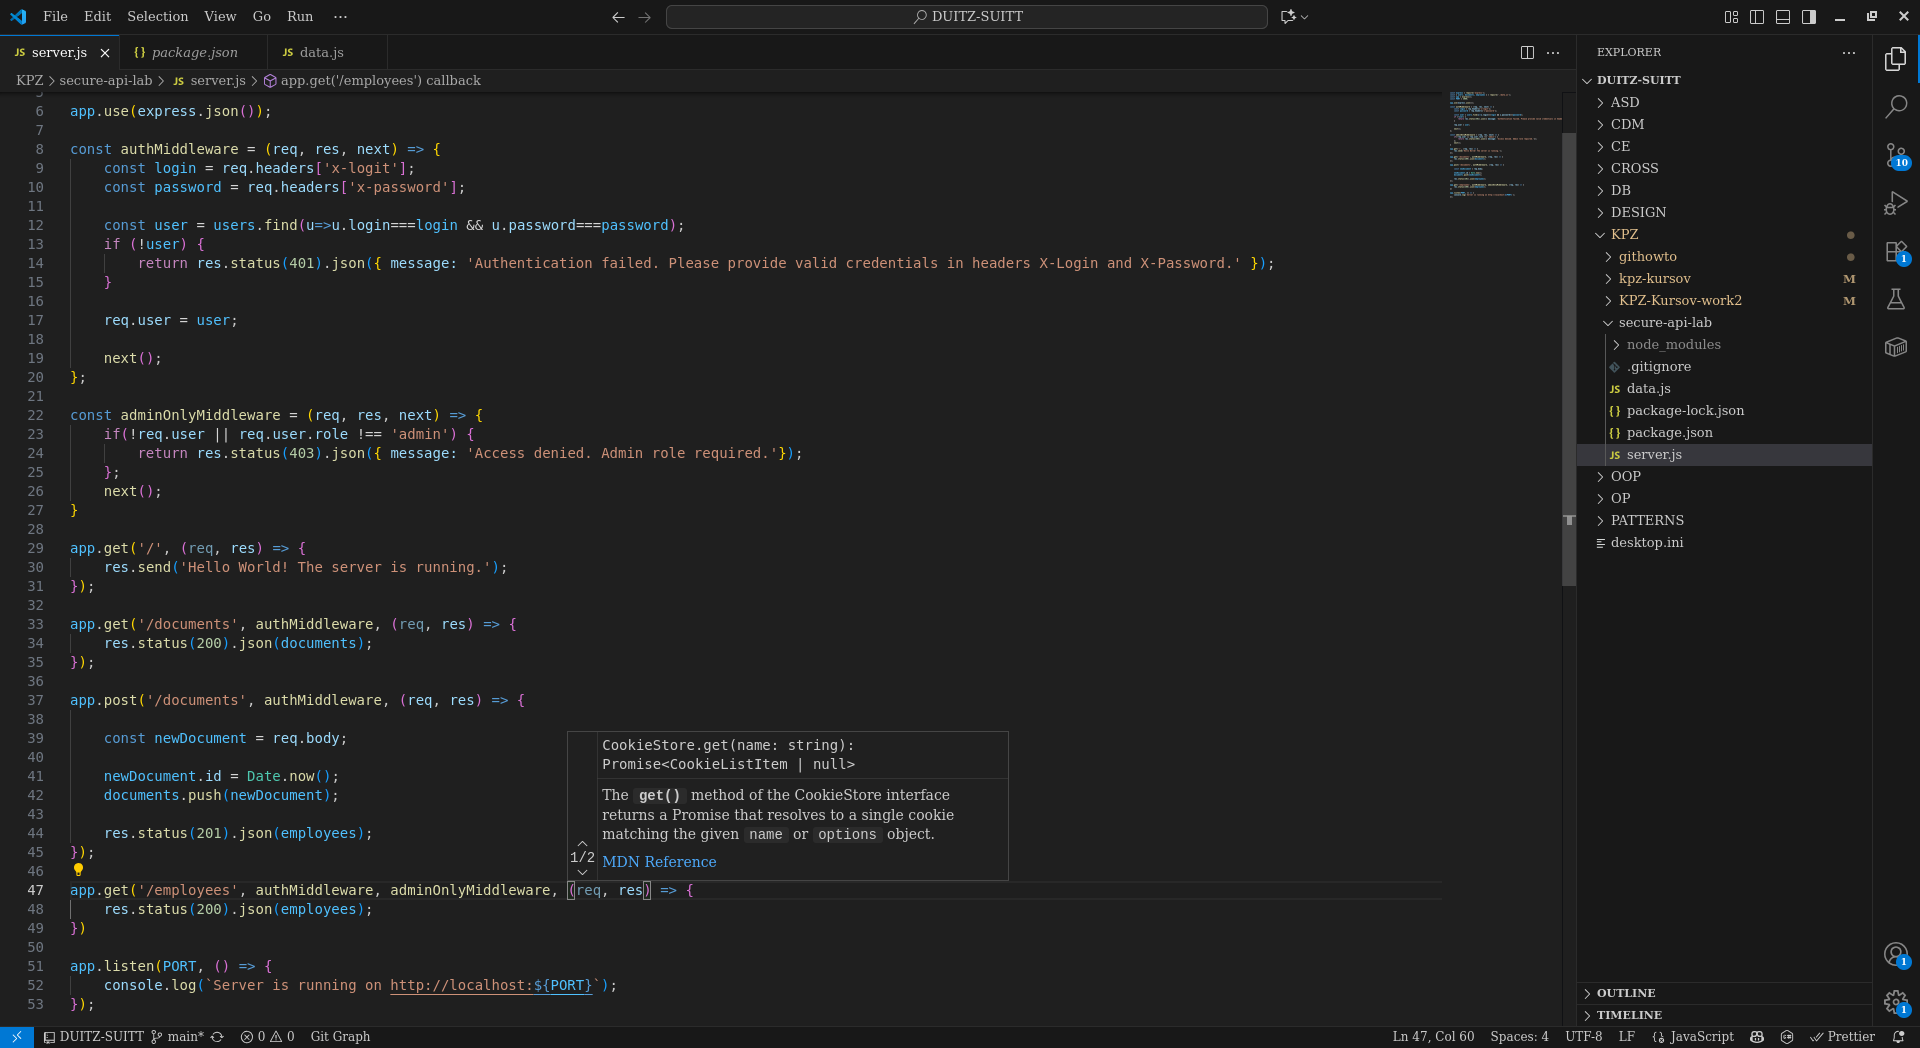 File Edit Selection View Go Run ··· DUITZ-SUITT
JS server.js × {} package.json JS data.js
KPZ > secure-api-lab > JS server.js > app.get('/employees') callback
6 app.use(express.json());
7
8 const authMiddleware = (req, res, next) => {
9 const login = req.headers['x-logit'];
10 const password = req.headers['x-password'];
11
12 const user = users.find(u=>u.login===login && u.password===password);
13 if (!user) {
14 return res.status(401).json({ message: 'Authentication failed. Please provide valid credentials in headers X-Login and X-Password.' });
15 }
16
17 req.user = user;
18
19 next();
20 };
21
22 const adminOnlyMiddleware = (req, res, next) => {
23 if(!req.user || req.user.role !== 'admin') {
24 return res.status(403).json({ message: 'Access denied. Admin role required.'});
25 };
26 next();
27 }
28
29 app.get('/', (req, res) => {
30 res.send('Hello World! The server is running.');
31 });
32
33 app.get('/documents', authMiddleware, (req, res) => {
34 res.status(200).json(documents);
35 });
36
37 app.post('/documents', authMiddleware, (req, res) => {
38
39 const newDocument = req.body;
40
41 newDocument.id = Date.now();
42 documents.push(newDocument);
43
44 res.status(201).json(employees);
45 });
46
CookieStore.get(name: string):
Promise<CookieListItem | null>
The get() method of the CookieStore interface
returns a Promise that resolves to a single cookie
matching the given name or options object.
1/2
MDN Reference
47 app.get('/employees', authMiddleware, adminOnlyMiddleware, (req, res) => {
48 res.status(200).json(employees);
49 })
50
51 app.listen(PORT, () => {
52 console.log(`Server is running on http://localhost:${PORT}`);
53 });
EXPLORER ···
DUITZ-SUITT
ASD
CDM
CE
CROSS
DB
DESIGN
KPZ
githowto
kpz-kursov M
KPZ-Kursov-work2 M
secure-api-lab
node_modules
.gitignore
JS data.js
{} package-lock.json
{} package.json
JS server.js
OOP
OP
PATTERNS
desktop.ini
OUTLINE
TIMELINE
10
1
1
1
DUITZ-SUITT main* 0 0 Git Graph Ln 47, Col 60 Spaces: 4 UTF-8 LF JavaScript Prettier